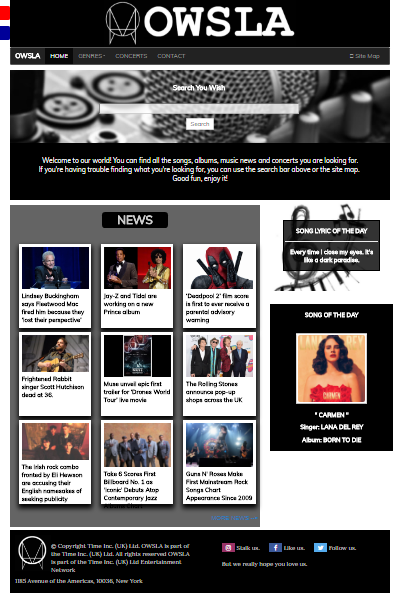 OWSLA
OWSLA HOME GENRES CONCERTS CONTACT Site Map
Search You Wish
Search
Welcome to our world! You can find all the songs, albums, music news and concerts you are looking for.
If you're having trouble finding what you're looking for, you can use the search bar above or the site map.
Good fun, enjoy it!
NEWS
Lindsey Buckingham
says Fleetwood Mac
fired him because they
'lost their perspective'
Jay-Z and Tidal are
working on a new
Prince album
'Deadpool 2' film score
is first to ever receive a
parental advisory
warning
Frightened Rabbit
singer Scott Hutchison
dead at 36.
Muse unveil epic first
trailer for 'Drones World
Tour' live movie
The Rolling Stones
announce pop-up
shops across the UK
The Irish rock combo
fronted by Eli Hewson
are accusing their
English namesakes of
seeking publicity
Take 6 Scores First
Billboard No. 1 as
'Iconic' Debuts Atop
Contemporary Jazz
Guns N' Roses Make
First Mainstream Rock
Songs Chart
Appearance Since 2009
SONG LYRIC OF THE DAY
Every time I close my eyes. It's
like a dark paradise.
SONG OF THE DAY
LANA DEL REY
CARMEN
" CARMEN "
Singer: LANA DEL REY
Album: BORN TO DIE
© Copyright Time Inc. (UK) Ltd. OWSLA is part of
the Time Inc. (UK) Ltd. All rights reserved OWSLA
is part of the Time Inc. (UK) Ltd Entertainment
Network
1185 Avenue of the Americas, 10036, New York
Stalk us. Like us. Follow us.
But we really hope you love us.